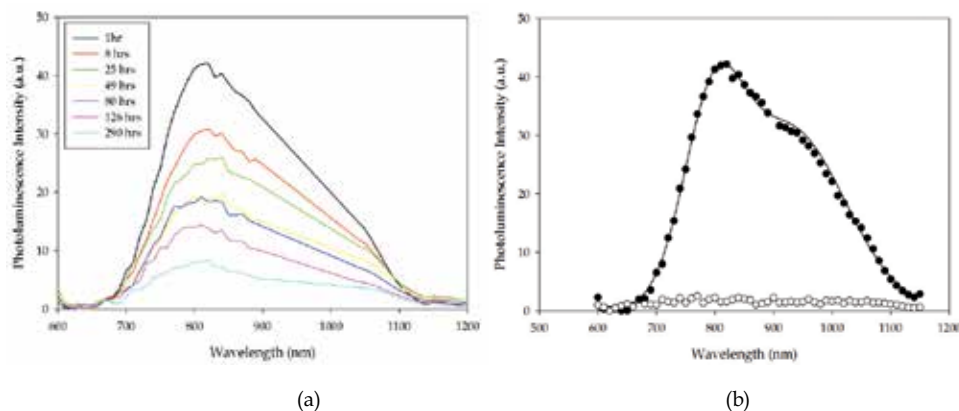 50
40
30
20
10
0
Photoluminescence Intensity (a.u.)
1hr
8 hrs
25 hrs
49 hrs
80 hrs
126 hrs
290 hrs
600 700 800 900 1000 1100 1200
Wavelength (nm)
(a)
50
40
30
20
10
0
Photoluminescence Intensity (a.u.)
500 600 700 800 900 1000 1100 1200
Wavelength (nm)
(b)